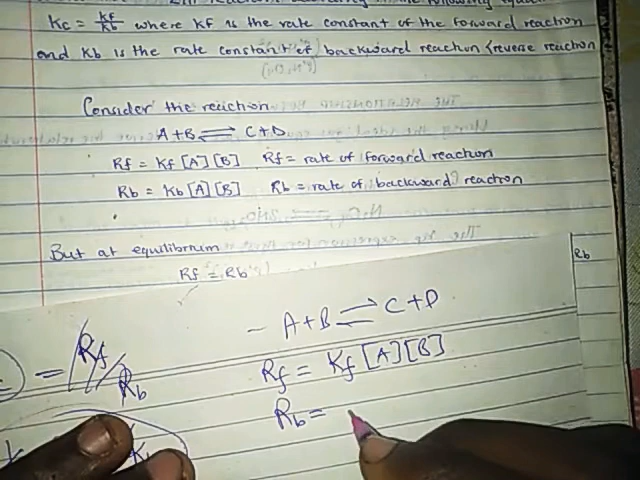 Kc = Kf/Kb where Kf is the rate constant of the forward reaction
and Kb is the rate constant of backward reaction (reverse reaction
Consider the reaction
A+B ⇌ C+D
Rf = Kf [A][B] Rf = rate of forward reaction
Rb = Kb [A][B] Rb = rate of backward reaction
But at equilibrium
Rf = Rb
Rb
A+B ⇌ C+D
= Rf/Rb
Rf = Kf [A][B]
Rb =